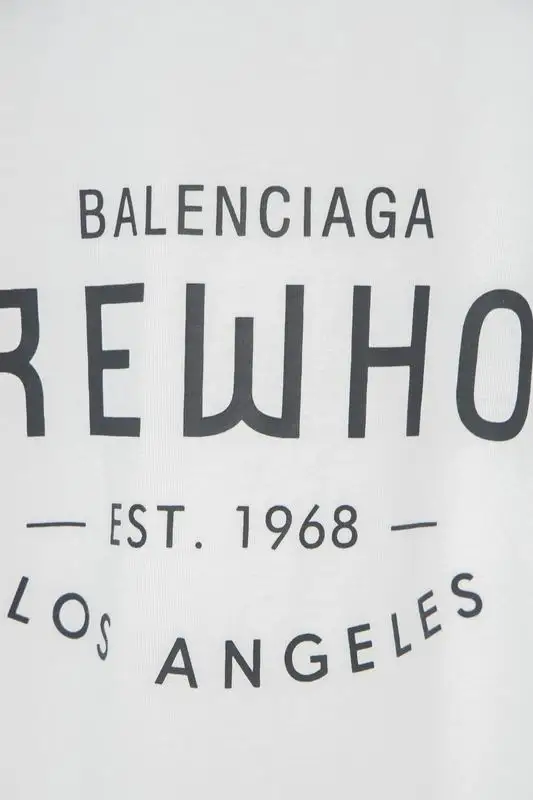 BALENCIAGA
REWHO
— EST. 1968 —
LOS ANGELES